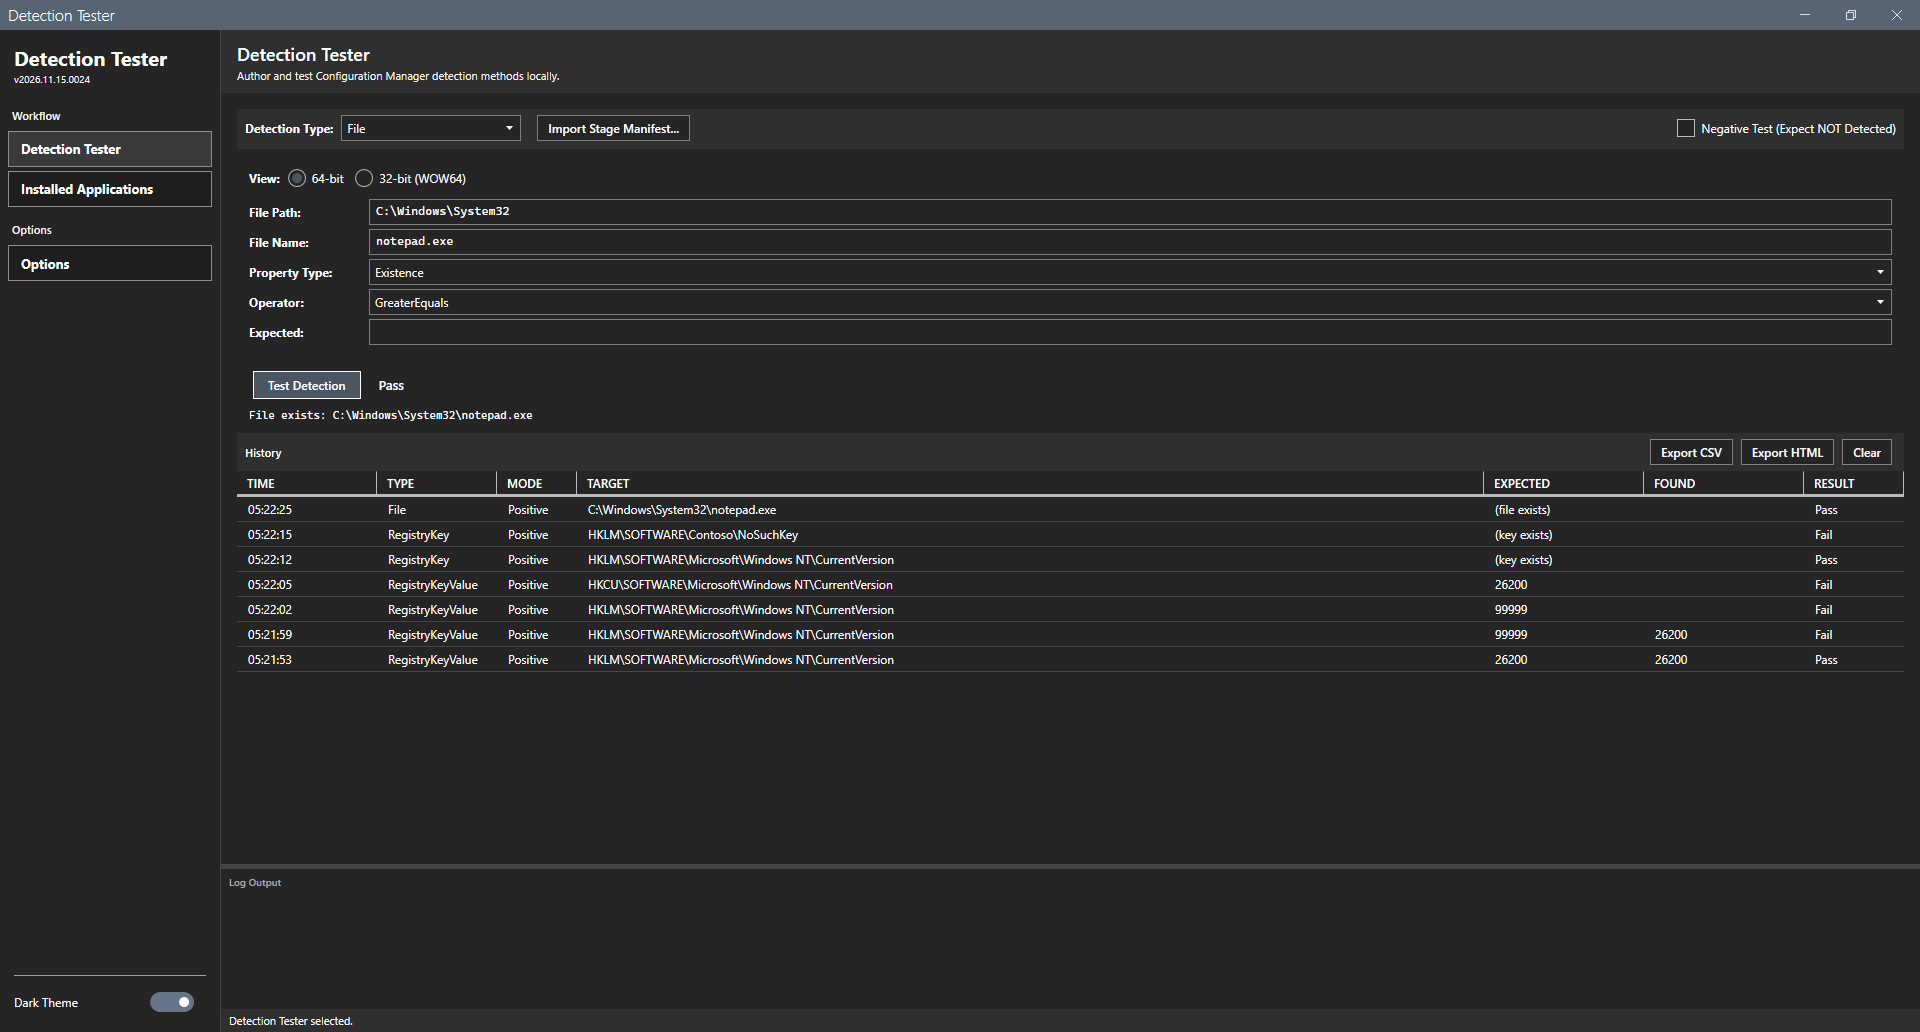 Detection Tester
Detection Tester
v2026.11.15.0024
Workflow
Detection Tester
Installed Applications
Options
Options
Dark Theme
Detection Tester
Author and test Configuration Manager detection methods locally.
Detection Type: File Import Stage Manifest... Negative Test (Expect NOT Detected)
View: 64-bit 32-bit (WOW64)
File Path: C:\Windows\System32
File Name: notepad.exe
Property Type: Existence
Operator: GreaterEquals
Expected:
Test Detection Pass
File exists: C:\Windows\System32\notepad.exe
History Export CSV Export HTML Clear
TIME TYPE MODE TARGET EXPECTED FOUND RESULT
05:22:25 File Positive C:\Windows\System32\notepad.exe (file exists) Pass
05:22:15 RegistryKey Positive HKLM\SOFTWARE\Contoso\NoSuchKey (key exists) Fail
05:22:12 RegistryKey Positive HKLM\SOFTWARE\Microsoft\Windows NT\CurrentVersion (key exists) Pass
05:22:05 RegistryKeyValue Positive HKCU\SOFTWARE\Microsoft\Windows NT\CurrentVersion 26200 Fail
05:22:02 RegistryKeyValue Positive HKLM\SOFTWARE\Microsoft\Windows NT\CurrentVersion 99999 Fail
05:21:59 RegistryKeyValue Positive HKLM\SOFTWARE\Microsoft\Windows NT\CurrentVersion 99999 26200 Fail
05:21:53 RegistryKeyValue Positive HKLM\SOFTWARE\Microsoft\Windows NT\CurrentVersion 26200 26200 Pass
Log Output
Detection Tester selected.